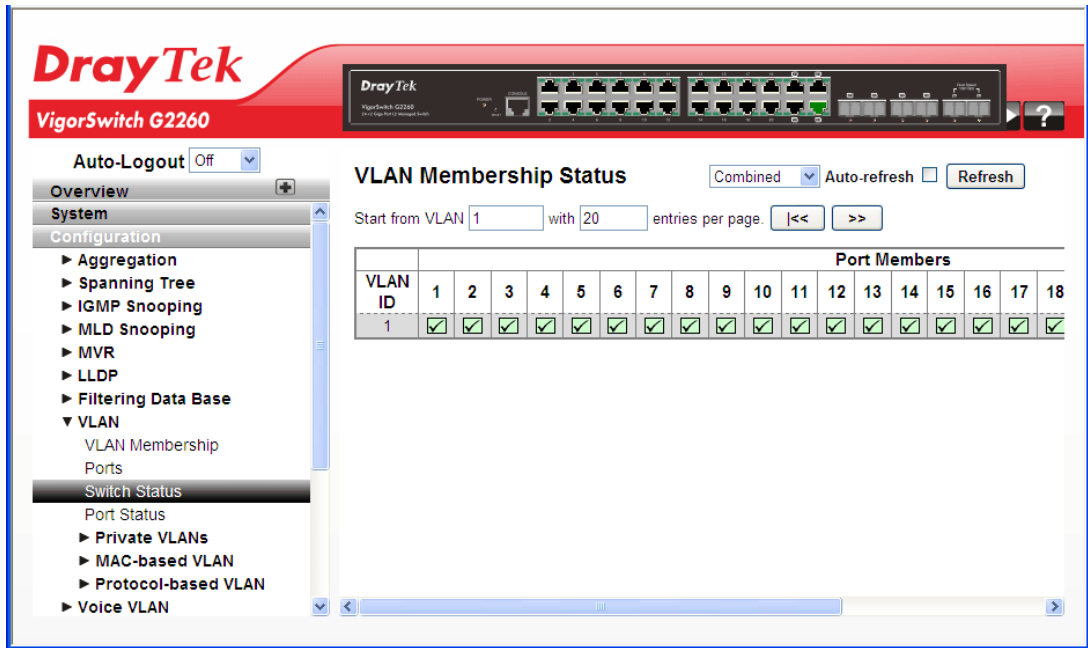 DrayTek
VigorSwitch G2260
DrayTek
VigorSwitch G2260
CONSOLE
POWER
?
Auto-Logout Off
Overview
System
Configuration
► Aggregation
► Spanning Tree
► IGMP Snooping
► MLD Snooping
► MVR
► LLDP
► Filtering Data Base
▼ VLAN
VLAN Membership
Ports
Switch Status
Port Status
► Private VLANs
► MAC-based VLAN
► Protocol-based VLAN
► Voice VLAN
VLAN Membership Status Combined Auto-refresh Refresh
Start from VLAN 1 with 20 entries per page. |<< >>
Port Members
VLAN ID 1 2 3 4 5 6 7 8 9 10 11 12 13 14 15 16 17 18
1